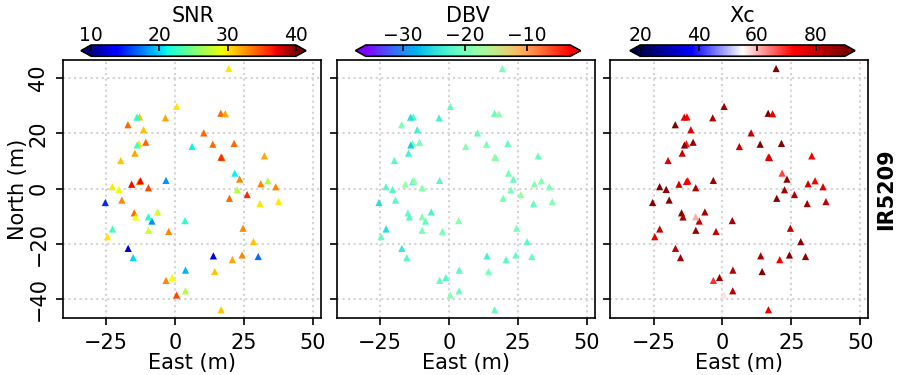 SNR DBV Xc
10 20 30 40 −30 −20 −10 20 40 60 80
40
20
0
−20
−40
North (m)
−25 0 25 50 −25 0 25 50 −25 0 25 50
East (m) East (m) East (m)
IR5209